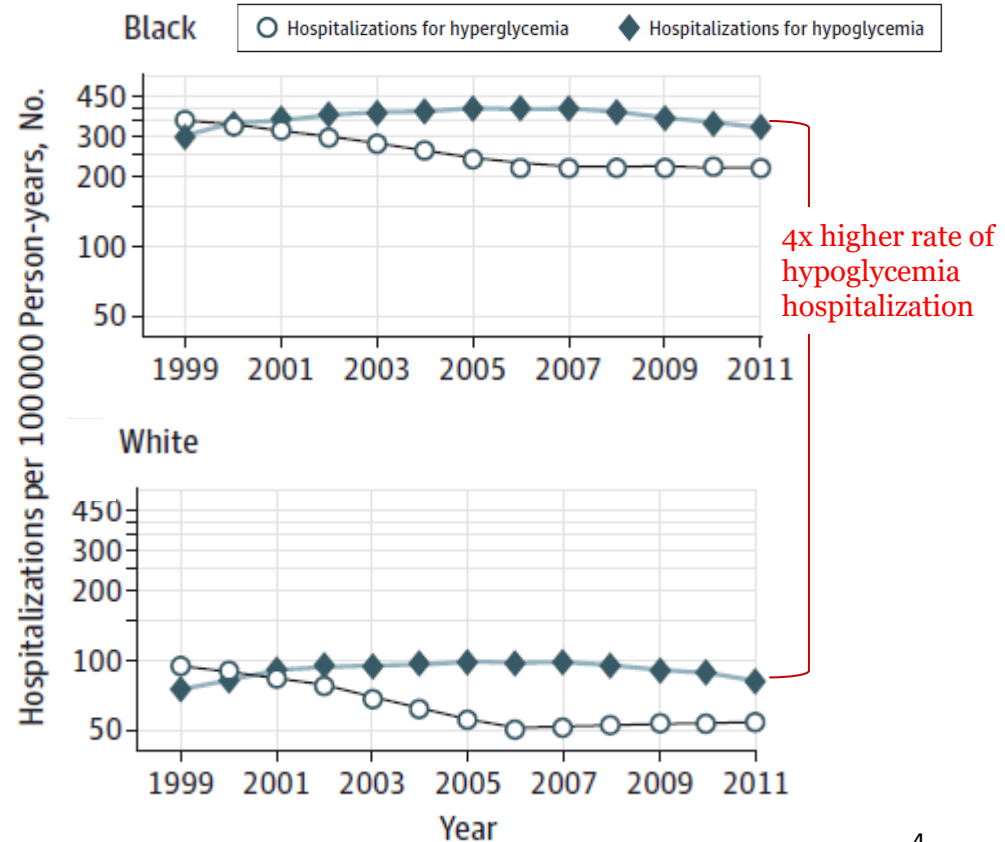 Black
Hospitalizations for hyperglycemia
Hospitalizations for hypoglycemia
Hospitalizations per 100 000 Person-years, No.
450
300
200
100
50
1999 2001 2003 2005 2007 2009 2011
4x higher rate of
hypoglycemia
hospitalization
White
450
300
200
100
50
1999 2001 2003 2005 2007 2009 2011
Year